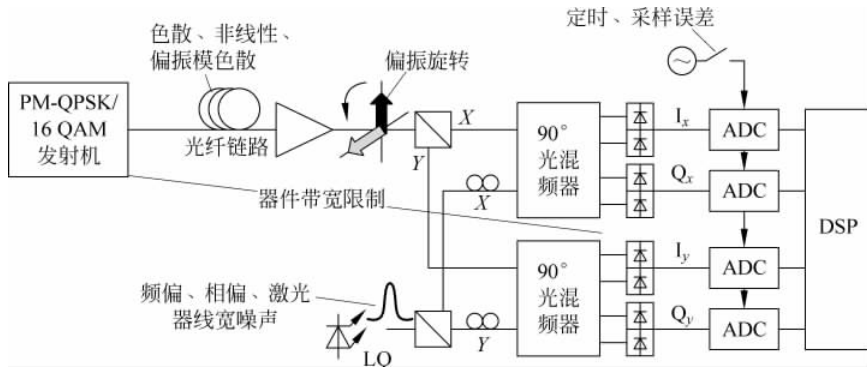 色散、非线性、
偏振模色散
定时、采样误差
偏振旋转
PM-QPSK/
16 QAM
发射机
光纤链路
X
Y
90°
光混
频器
I_x
ADC
X
Q_x
ADC
器件带宽限制
DSP
90°
光混
频器
I_y
ADC
频偏、相偏、激光
器线宽噪声
Y
Q_y
ADC
LO